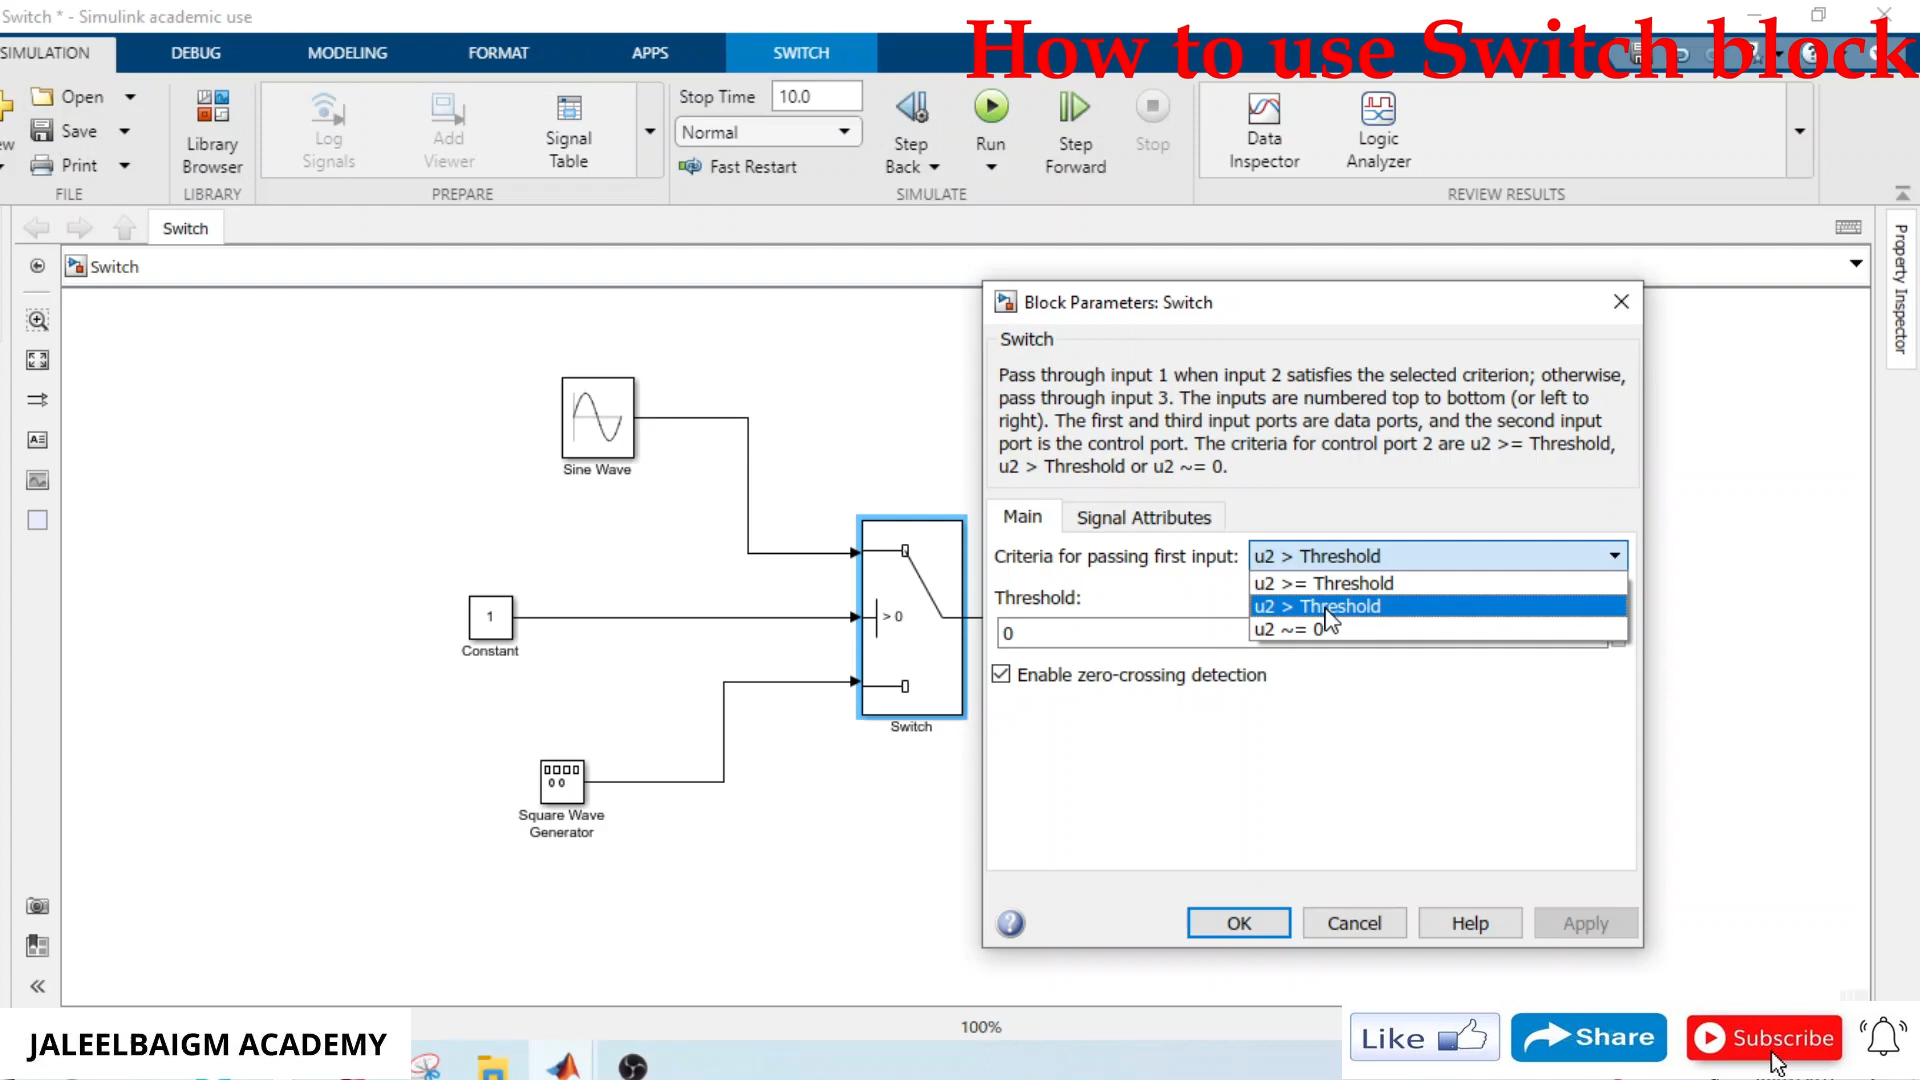 Switch * - Simulink academic use
How to use Switch block
SIMULATION
DEBUG
MODELING
FORMAT
APPS
SWITCH
Open
Save
Print
FILE
Library
Browser
LIBRARY
Log
Signals
Add
Viewer
Signal
Table
PREPARE
Stop Time
10.0
Normal
Fast Restart
Step
Back
Run
Step
Forward
Stop
SIMULATE
Data
Inspector
Logic
Analyzer
REVIEW RESULTS
Switch
Switch
Property Inspector
Sine Wave
1
Constant
Square Wave
Generator
> 0
Switch
Block Parameters: Switch
Switch
Pass through input 1 when input 2 satisfies the selected criterion; otherwise,
pass through input 3. The inputs are numbered top to bottom (or left to
right). The first and third input ports are data ports, and the second input
port is the control port. The criteria for control port 2 are u2 >= Threshold,
u2 > Threshold or u2 ~= 0.
Main
Signal Attributes
Criteria for passing first input:
u2 > Threshold
u2 >= Threshold
u2 > Threshold
u2 ~= 0
Threshold:
0
Enable zero-crossing detection
OK
Cancel
Help
Apply
100%
JALEELBAIGM ACADEMY
Like
Share
Subscribe